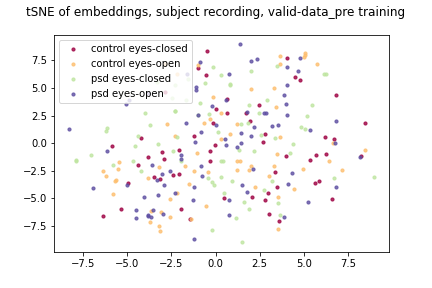 tSNE of embeddings, subject recording, valid-data_pre training
control eyes-closed
control eyes-open
psd eyes-closed
psd eyes-open
7.5
5.0
2.5
0.0
−2.5
−5.0
−7.5
−7.5 −5.0 −2.5 0.0 2.5 5.0 7.5